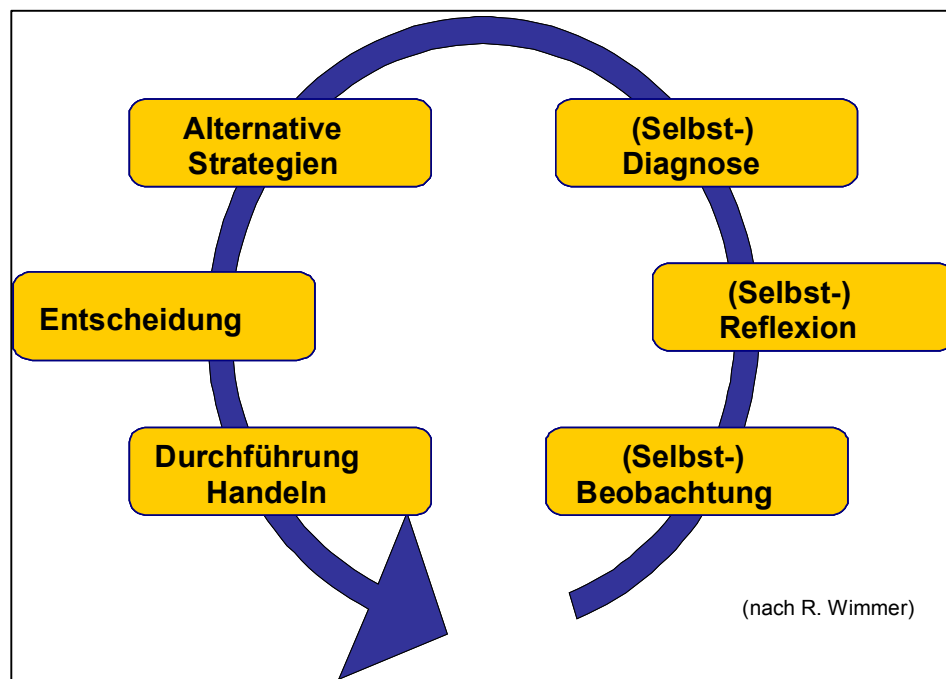 Alternative
Strategien
(Selbst-)
Diagnose
Entscheidung
(Selbst-)
Reflexion
Durchführung
Handeln
(Selbst-)
Beobachtung
(nach R. Wimmer)